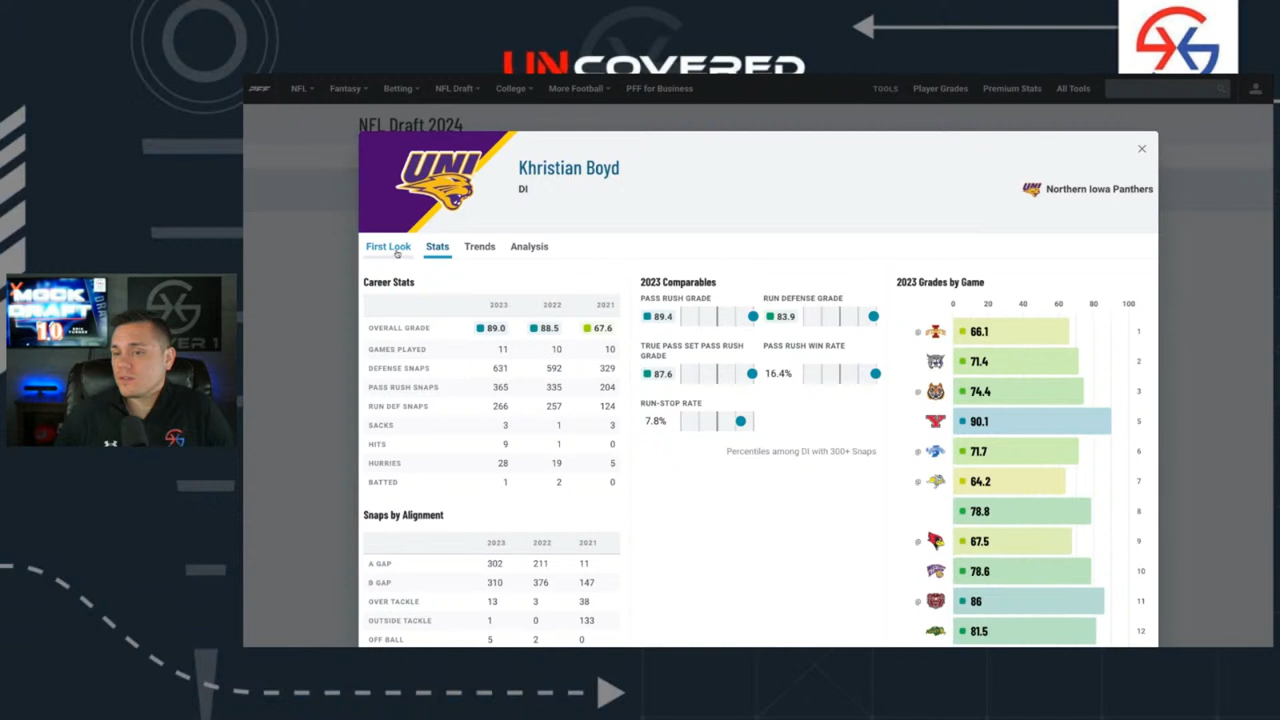 UNCOVERED
PFF NFL Fantasy Betting NFL Draft College More Football PFF for Business TOOLS Player Grades Premium Stats All Tools
NFL Draft 2024
UNI
Khristian Boyd
DI
Northern Iowa Panthers
First Look Stats Trends Analysis
Career Stats
2023 2022 2021
OVERALL GRADE 89.0 88.5 67.6
GAMES PLAYED 11 10 10
DEFENSE SNAPS 631 592 329
PASS RUSH SNAPS 365 335 204
RUN DEF SNAPS 266 257 124
SACKS 3 1 3
HITS 9 1 0
HURRIES 28 19 5
BATTED 1 2 0
Snaps by Alignment
2023 2022 2021
A GAP 302 211 11
B GAP 310 376 147
OVER TACKLE 13 3 38
OUTSIDE TACKLE 1 0 133
OFF BALL 5 2 0
2023 Comparables
PASS RUSH GRADE RUN DEFENSE GRADE
89.4 83.9
TRUE PASS SET PASS RUSH
GRADE
PASS RUSH WIN RATE
87.6 16.4%
RUN-STOP RATE
7.8%
Percentiles among DI with 300+ Snaps
2023 Grades by Game
0 20 40 60 80 100
@ 66.1 1
71.4 2
74.4 3
90.1 5
@ 71.7 6
@ 64.2 7
78.8 8
@ 67.5 9
78.6 10
@ 86 11
81.5 12
MOCK
DRAFT
1.0